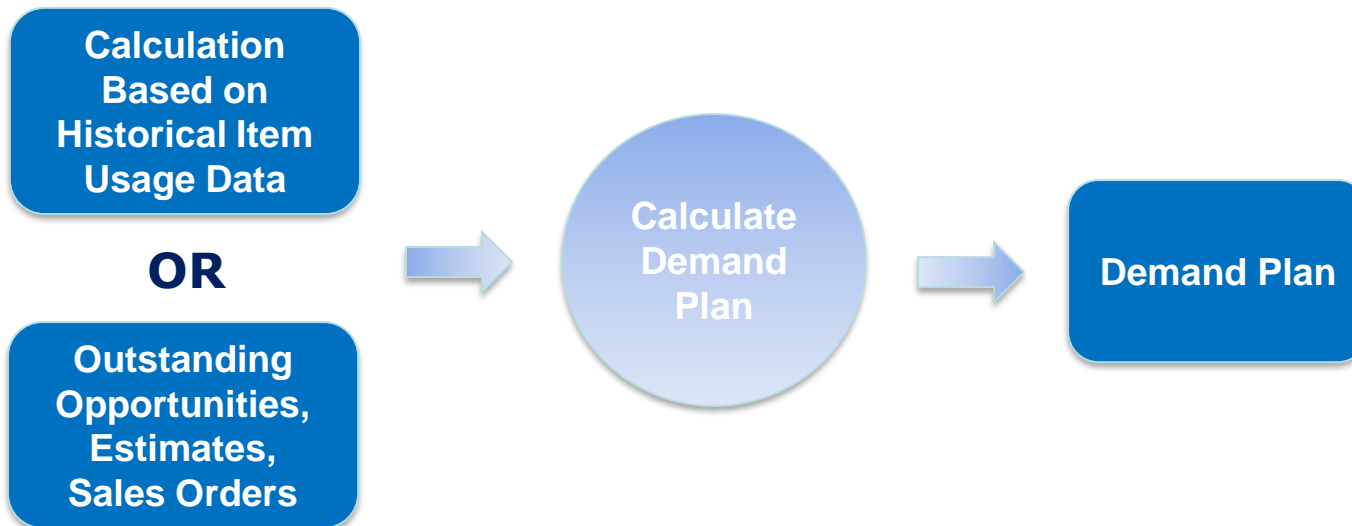 Calculation
Based on
Historical Item
Usage Data
OR
Outstanding
Opportunities,
Estimates,
Sales Orders
Calculate
Demand
Plan
Demand Plan